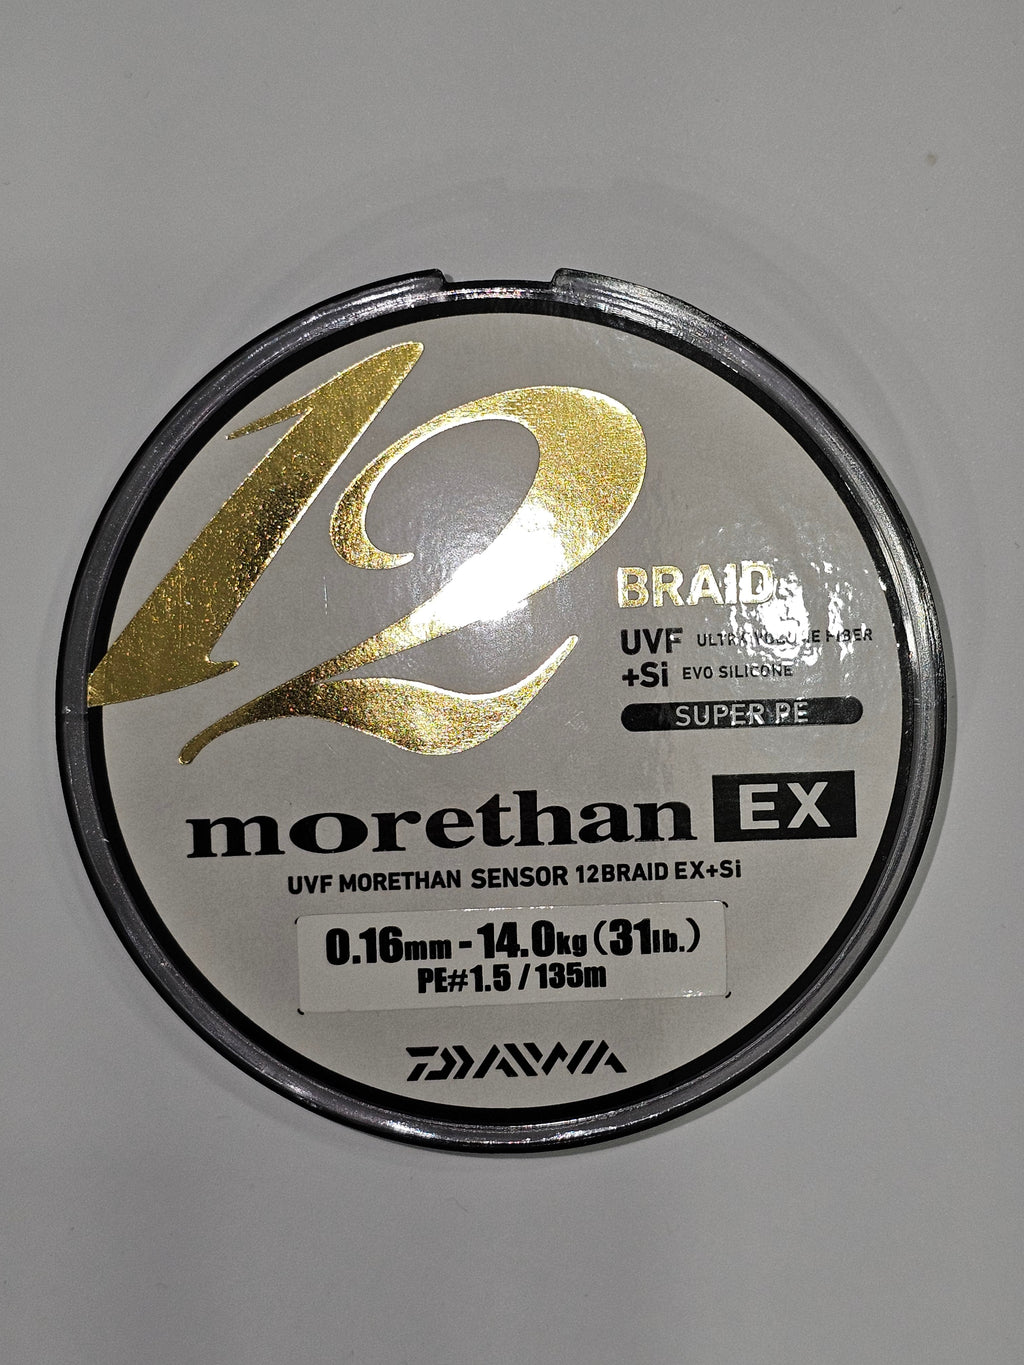 12
BRAID
UVF ULTRA VOLUME FIBER
+Si EVO SILICONE
SUPER PE
morethan EX
UVF MORETHAN SENSOR 12BRAID EX+Si
0.16mm - 14.0kg (31lb.)
PE#1.5 / 135m
DAIWA